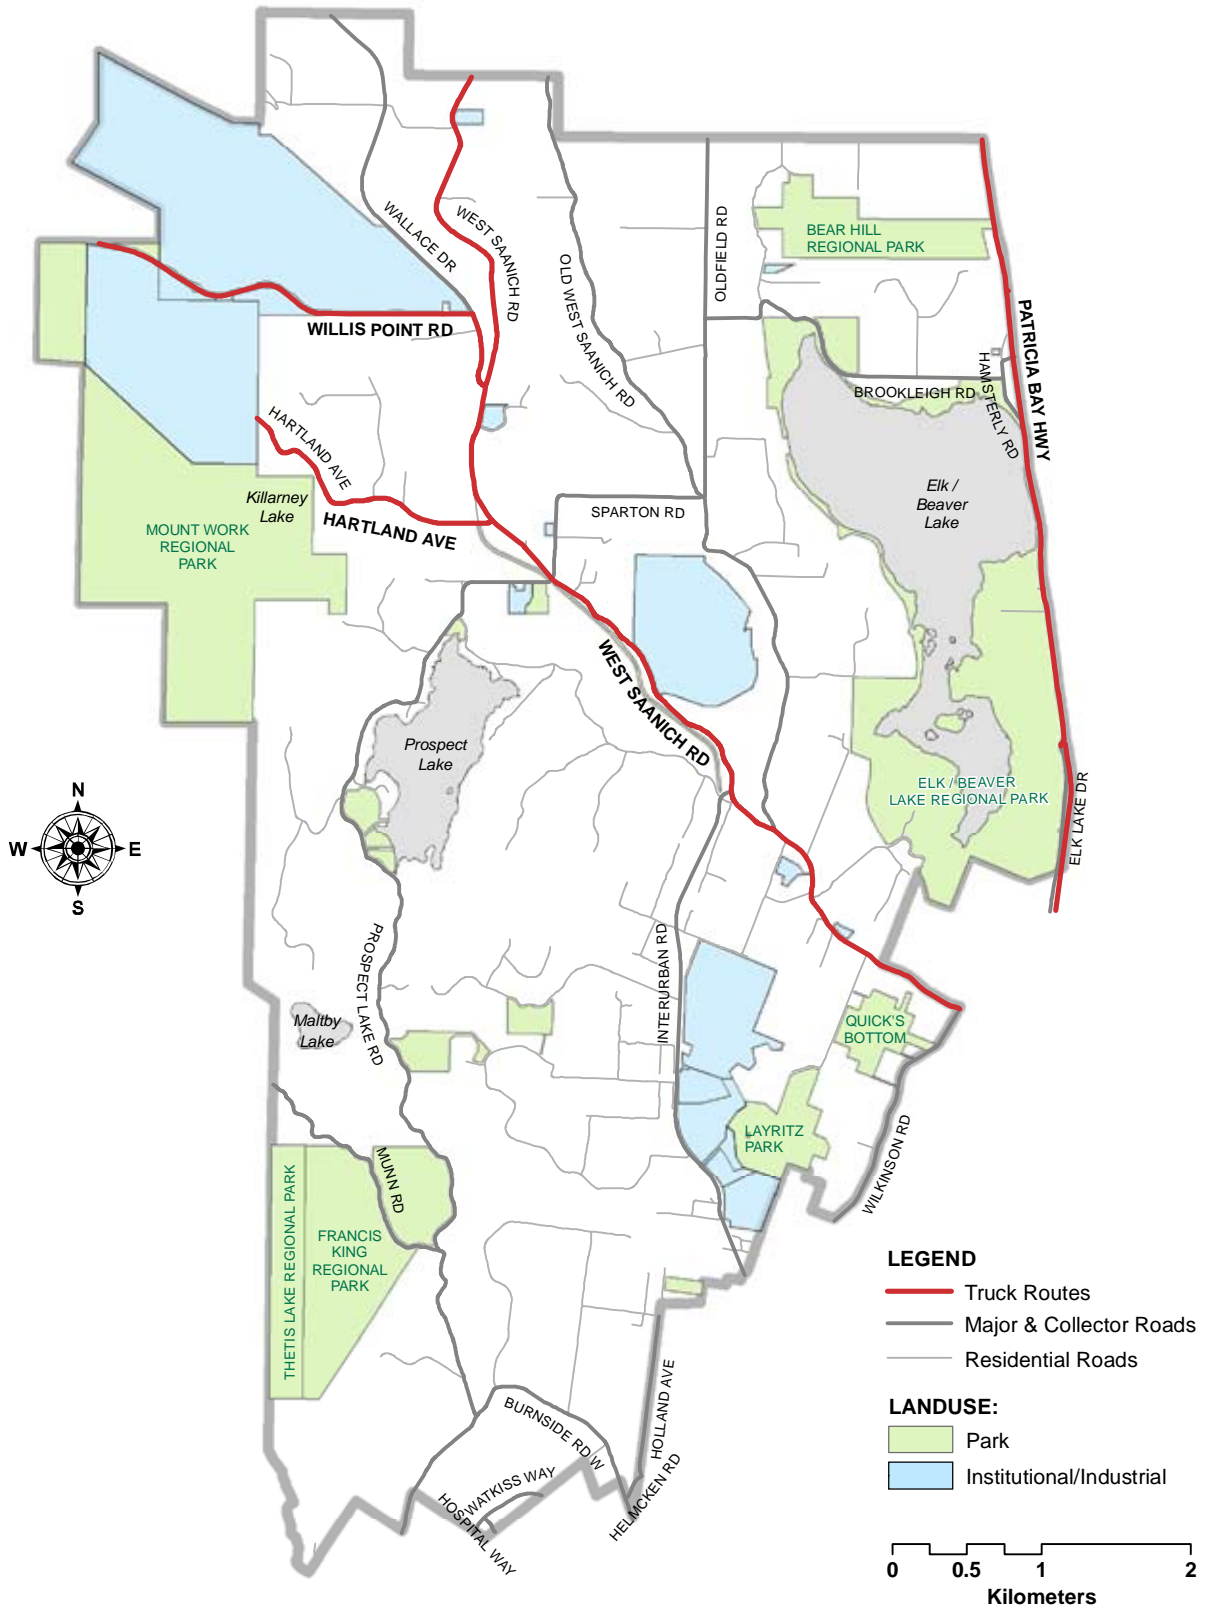 WALLACE DR
WEST SAANICH RD
OLD WEST SAANICH RD
OLDFIELD RD
BEAR HILL
REGIONAL PARK
WILLIS POINT RD
PATRICIA BAY HWY
HAMSTERLY RD
BROOKLEIGH RD
HARTLAND AVE
Killarney
Lake
HARTLAND AVE
SPARTON RD
Elk /
Beaver
Lake
MOUNT WORK
REGIONAL
PARK
WEST SAANICH RD
Prospect
Lake
ELK / BEAVER
LAKE REGIONAL PARK
ELK LAKE DR
N
W
E
S
PROSPECT LAKE RD
INTERURBAN RD
Maltby
Lake
QUICK'S
BOTTOM
LAYRITZ
PARK
WILKINSON RD
MUNN RD
THETIS LAKE REGIONAL PARK
FRANCIS
KING
REGIONAL
PARK
HOLLAND AVE
BURNSIDE RD W
WATKISS WAY
HOSPITAL WAY
HELMCKEN RD
LEGEND
Truck Routes
Major & Collector Roads
Residential Roads
LANDUSE:
Park
Institutional/Industrial
0 0.5 1 2
Kilometers